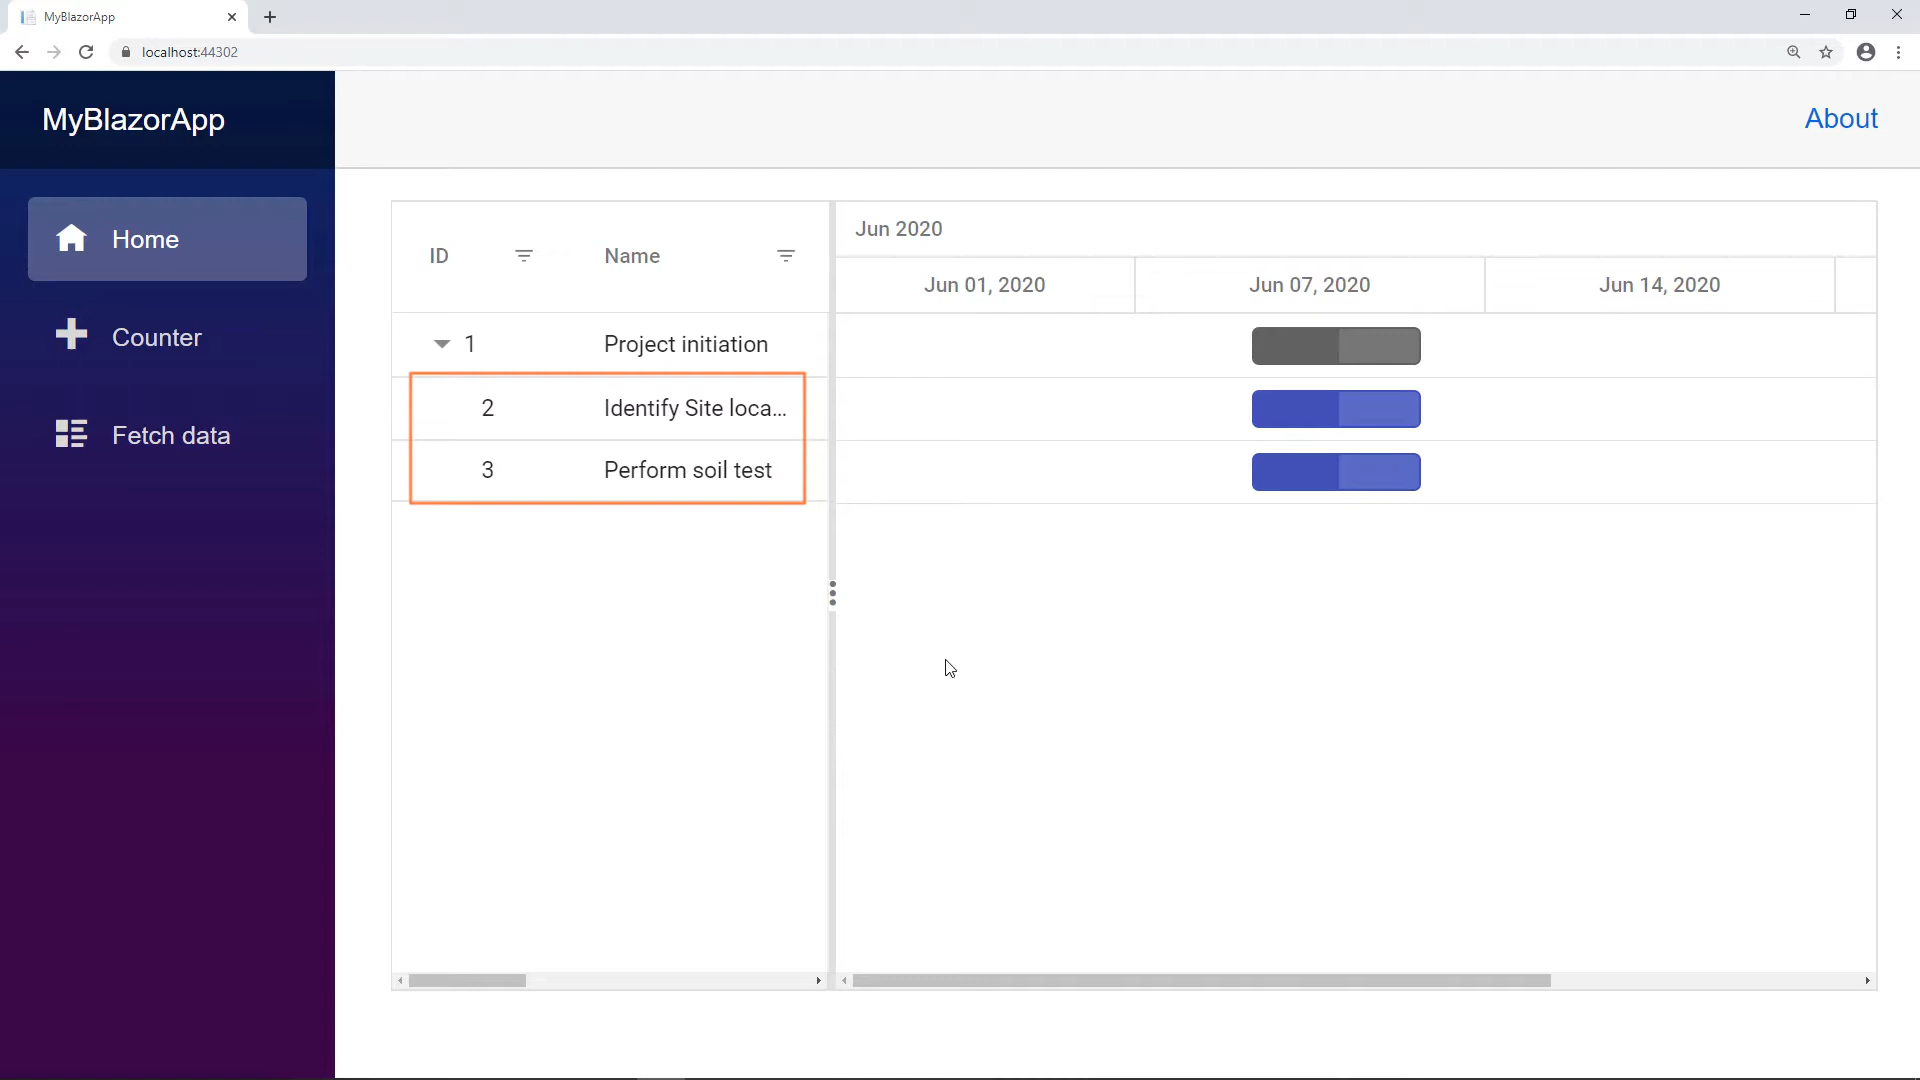 MyBlazorApp
localhost:44302
MyBlazorApp
About
Home
Counter
Fetch data
ID
Name
Jun 2020
Jun 01, 2020
Jun 07, 2020
Jun 14, 2020
1
Project initiation
2
Identify Site loca...
3
Perform soil test